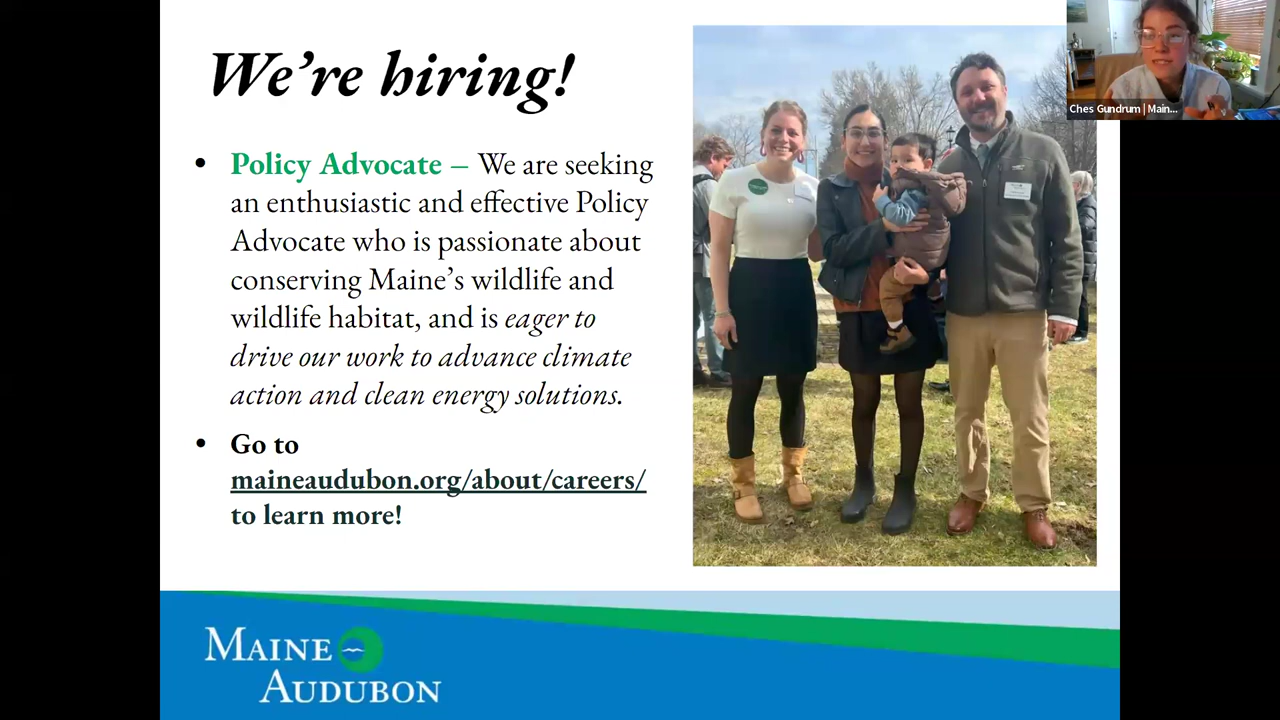 We're hiring!
• Policy Advocate – We are seeking
an enthusiastic and effective Policy
Advocate who is passionate about
conserving Maine's wildlife and
wildlife habitat, and is eager to
drive our work to advance climate
action and clean energy solutions.
• Go to
maineaudubon.org/about/careers/
to learn more!
Ches Gundrum | Main...
MAINE
AUDUBON